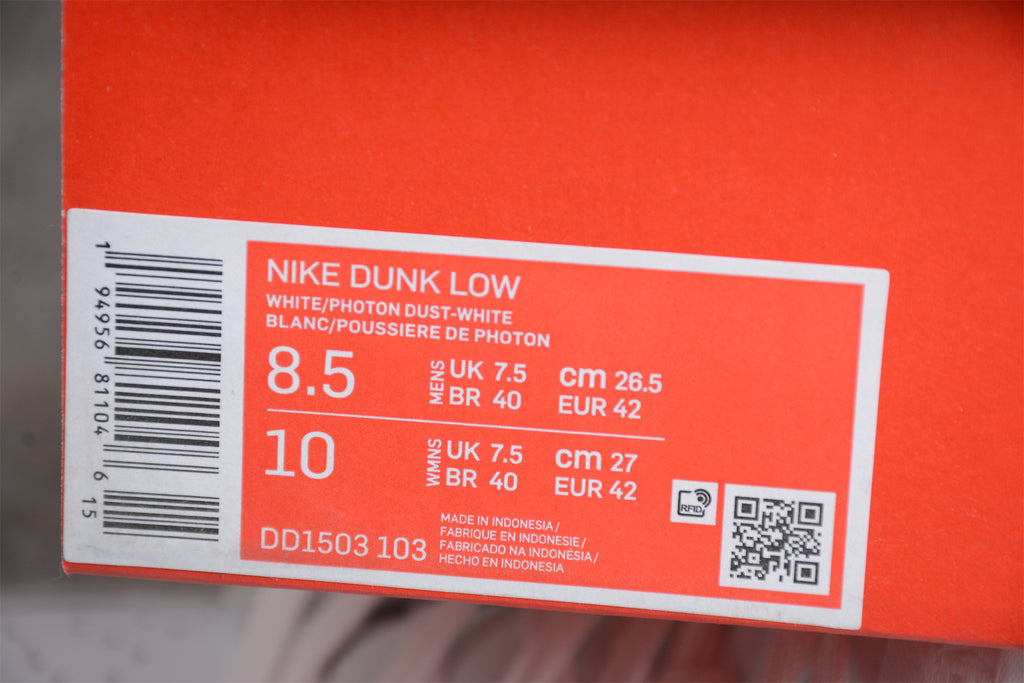 1 94956 81104 6 15
NIKE DUNK LOW
WHITE/PHOTON DUST-WHITE
BLANC/POUSSIERE DE PHOTON
8.5 MENS UK 7.5 cm 26.5
BR 40 EUR 42
10 WMNS UK 7.5 cm 27
BR 40 EUR 42
RFID
DD1503 103
MADE IN INDONESIA/
FABRIQUE EN INDONESIE/
FABRICADO NA INDONÉSIA/
HECHO EN INDONESIA